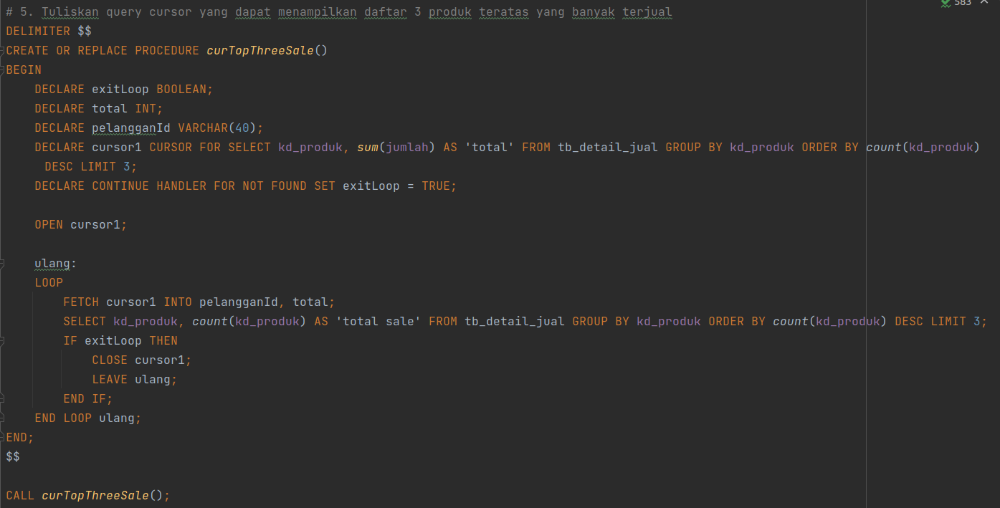 # 5. Tuliskan query cursor yang dapat menampilkan daftar 3 produk teratas yang banyak terjual
583
DELIMITER $$
CREATE OR REPLACE PROCEDURE curTopThreeSale()
BEGIN
    DECLARE exitLoop BOOLEAN;
    DECLARE total INT;
    DECLARE pelangganId VARCHAR(40);
    DECLARE cursor1 CURSOR FOR SELECT kd_produk, sum(jumlah) AS 'total' FROM tb_detail_jual GROUP BY kd_produk ORDER BY count(kd_produk)
     DESC LIMIT 3;
    DECLARE CONTINUE HANDLER FOR NOT FOUND SET exitLoop = TRUE;
    OPEN cursor1;
    ulang:
    LOOP
        FETCH cursor1 INTO pelangganId, total;
        SELECT kd_produk, count(kd_produk) AS 'total sale' FROM tb_detail_jual GROUP BY kd_produk ORDER BY count(kd_produk) DESC LIMIT 3;
        IF exitLoop THEN
            CLOSE cursor1;
            LEAVE ulang;
        END IF;
    END LOOP ulang;
END;
$$
CALL curTopThreeSale();